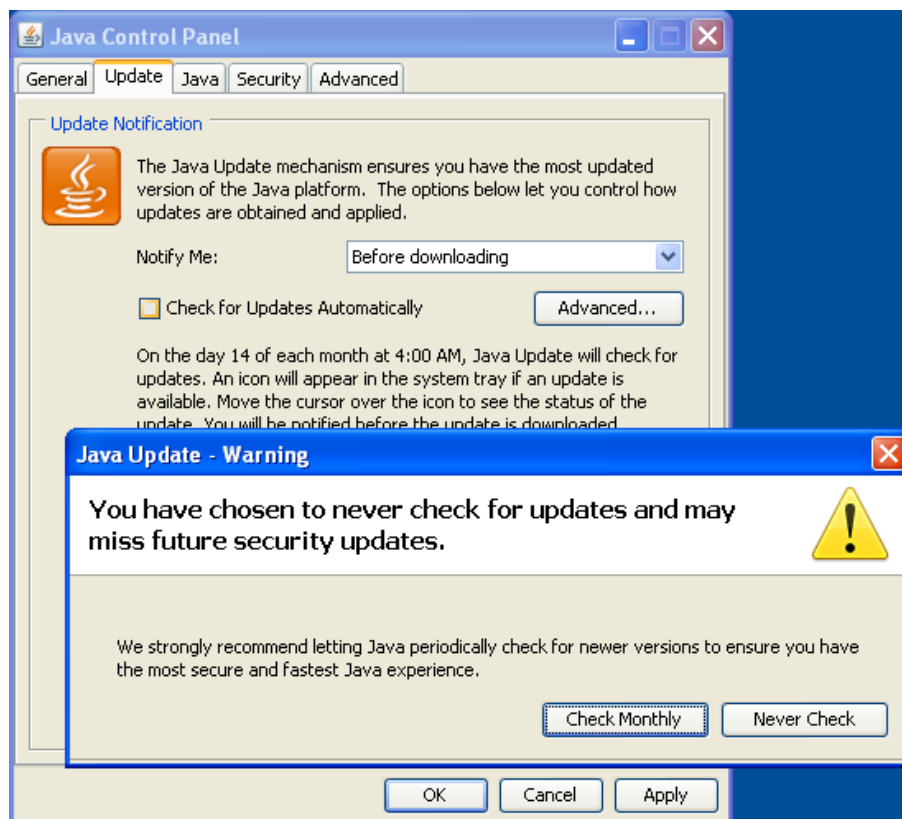 Java Control Panel
General Update Java Security Advanced
Update Notification
The Java Update mechanism ensures you have the most updated
version of the Java platform. The options below let you control how
updates are obtained and applied.
Notify Me: Before downloading
Check for Updates Automatically Advanced...
On the day 14 of each month at 4:00 AM, Java Update will check for
updates. An icon will appear in the system tray if an update is
available. Move the cursor over the icon to see the status of the
update. You will be notified before the update is downloaded
Java Update - Warning
You have chosen to never check for updates and may
miss future security updates.
We strongly recommend letting Java periodically check for newer versions to ensure you have
the most secure and fastest Java experience.
Check Monthly Never Check
OK Cancel Apply